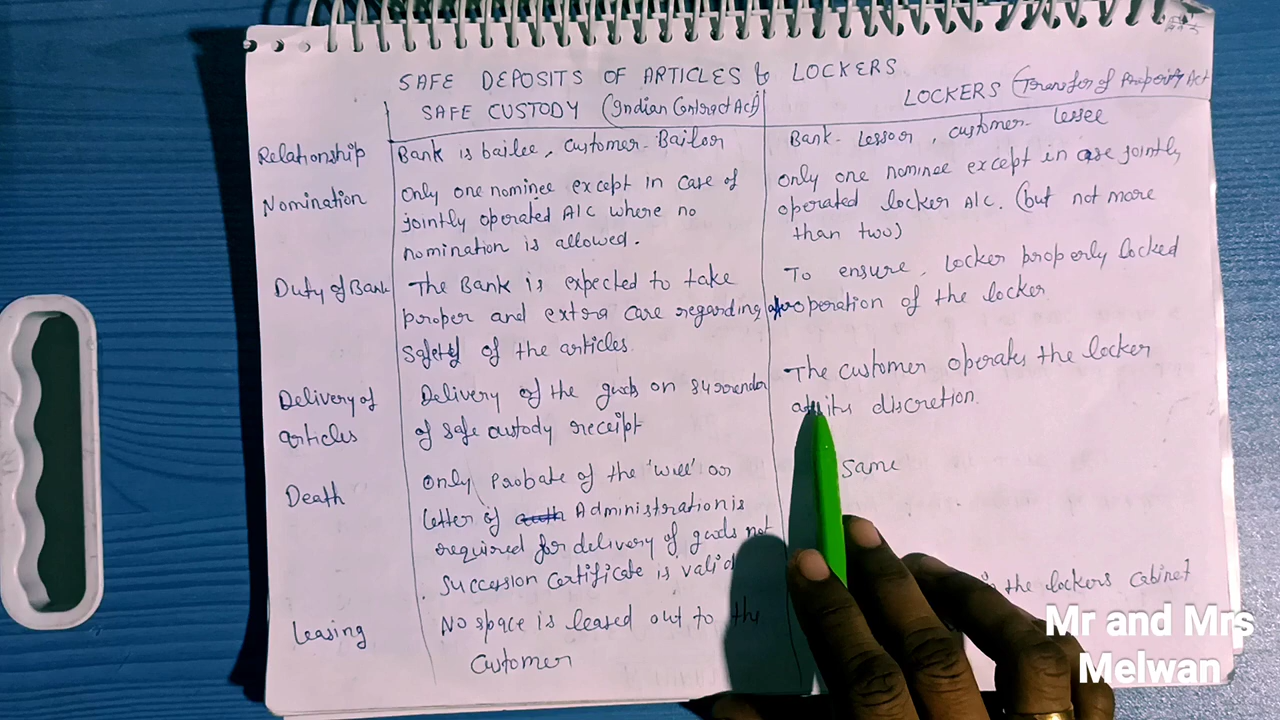 SAFE DEPOSITS OF ARTICLES & LOCKERS
SAFE CUSTODY (Indian Contract Act)
LOCKERS (Transfer of Property Act
Relationship
Bank is bailee, Customer- Bailor
Bank- Lessor, customer- lessee
Nomination
Only one nominee except in case of
jointly operated A/C where no
nomination is allowed.
only one nominee except in case jointly
operated locker A/C. (but not more
than two)
Duty of Bank
The Bank is expected to take
proper and extra care regarding
safety of the articles.
To ensure, Locker properly locked
after operation of the locker
Delivery of
articles
Delivery of the goods on surrender
of safe custody receipt
The customer operates the locker
at its discretion.
Death
Only Probate of the 'will' or
letter of Administration is
required for delivery of goods not
Succession certificate is valid
Same
Leasing
No space is leased out to the
Customer
the lockers cabinet
Mr and Mrs
Melwan